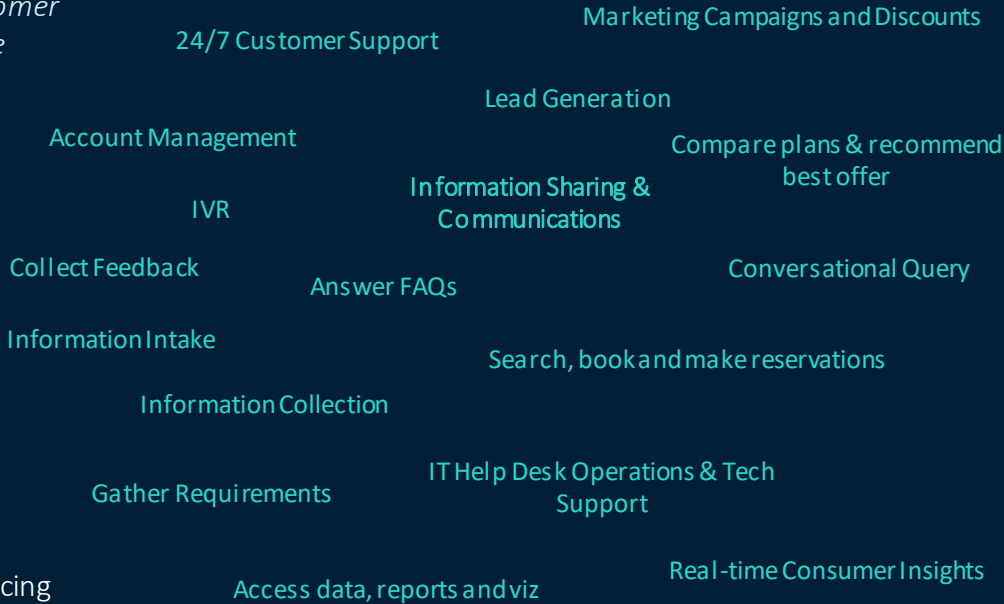 Marketing Campaigns and Discounts
24/7 Customer Support
Lead Generation
Account Management
Compare plans & recommend
best offer
Information Sharing &
Communications
IVR
Collect Feedback
Answer FAQs
Conversational Query
Information Intake
Search, book and make reservations
Information Collection
IT Help Desk Operations & Tech
Support
Gather Requirements
Real-time Consumer Insights
Access data, reports and viz